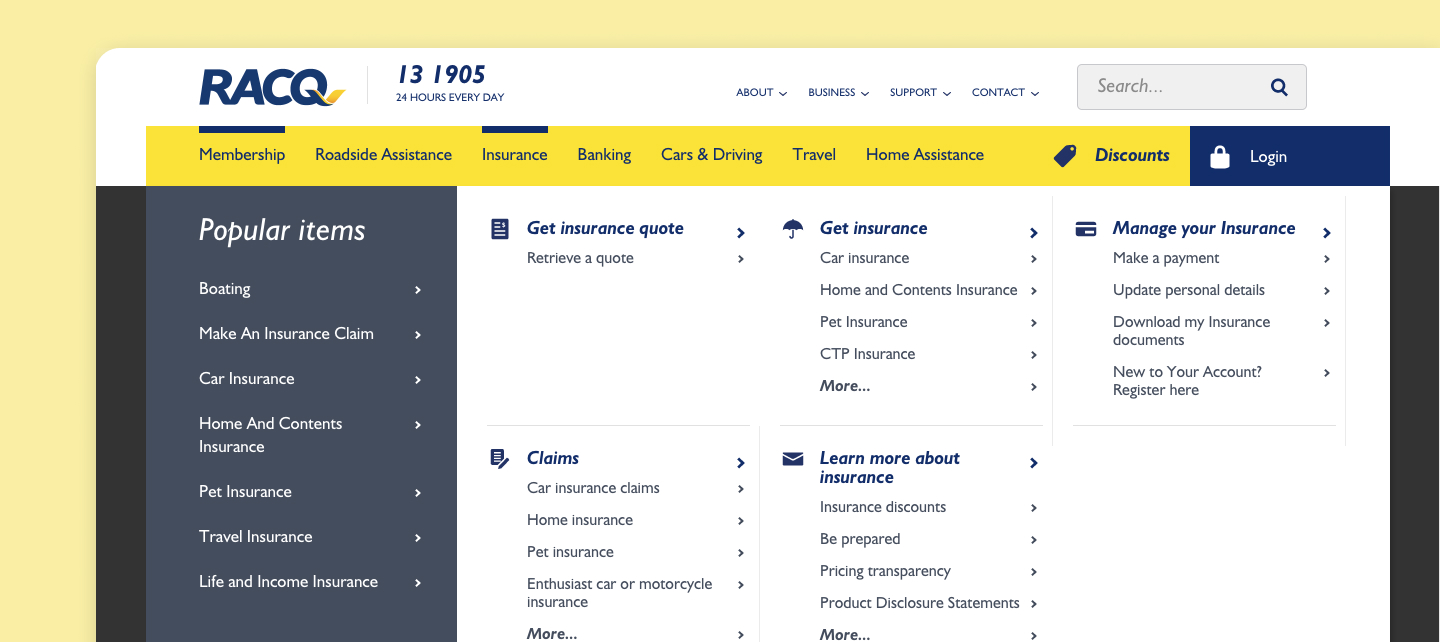 RACQ
13 1905
24 HOURS EVERY DAY
ABOUT
BUSINESS
SUPPORT
CONTACT
Search...
Membership
Roadside Assistance
Insurance
Banking
Cars & Driving
Travel
Home Assistance
Discounts
Login
Popular items
Boating
Make An Insurance Claim
Car Insurance
Home And Contents
Insurance
Pet Insurance
Travel Insurance
Life and Income Insurance
Get insurance quote
Retrieve a quote
Get insurance
Car insurance
Home and Contents Insurance
Pet Insurance
CTP Insurance
More...
Manage your Insurance
Make a payment
Update personal details
Download my Insurance
documents
New to Your Account?
Register here
Claims
Car insurance claims
Home insurance
Pet insurance
Enthusiast car or motorcycle
insurance
More...
Learn more about
insurance
Insurance discounts
Be prepared
Pricing transparency
Product Disclosure Statements
More...